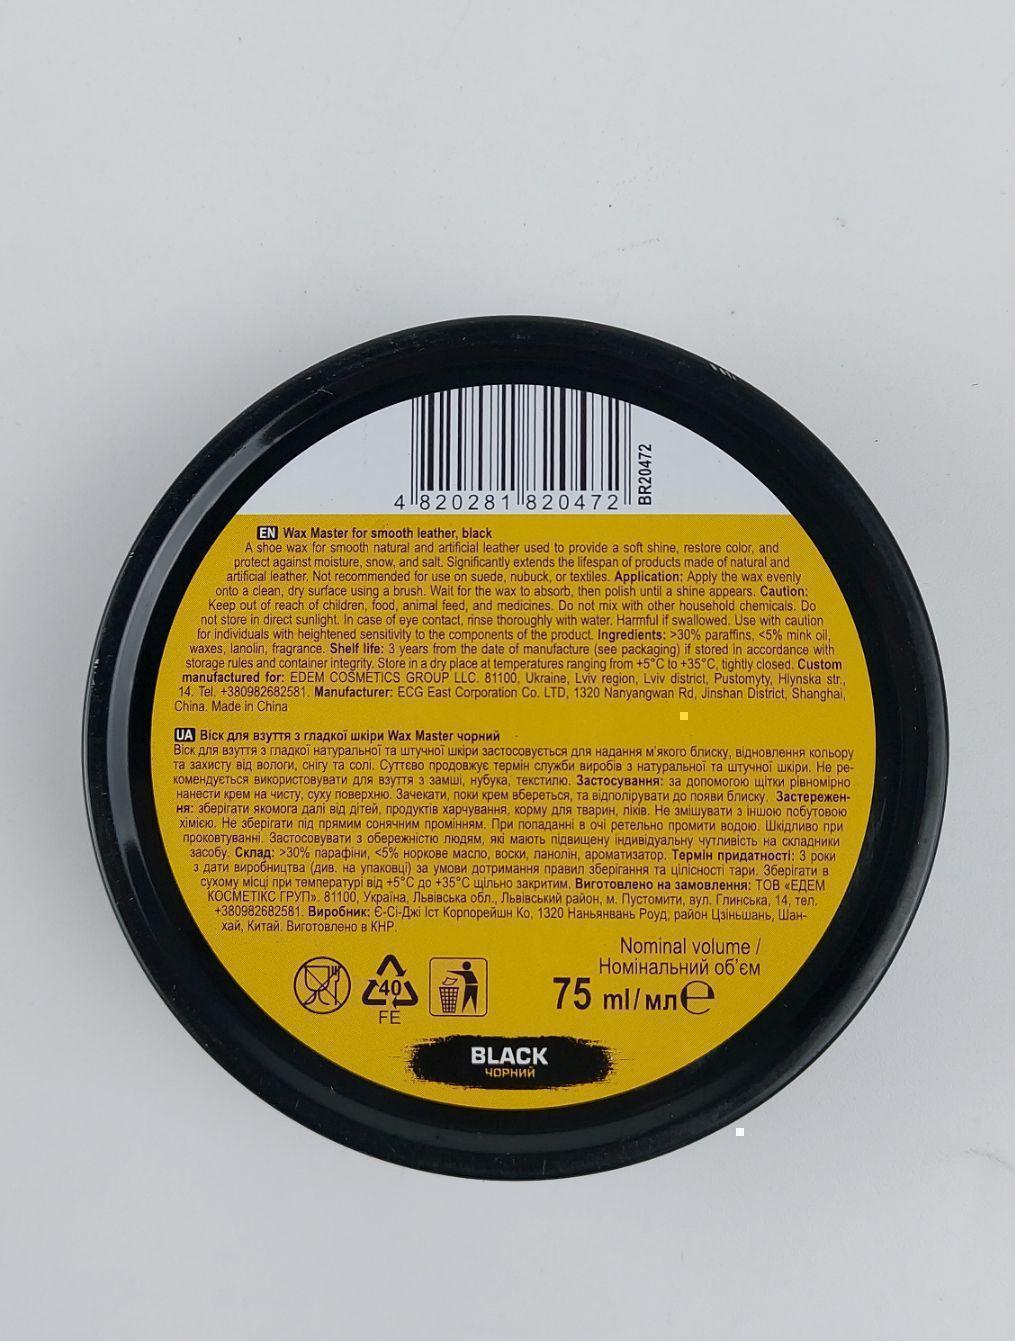 4 820281 820472
BR20472
EN Wax Master for smooth leather, black
A shoe wax for smooth natural and artificial leather used to provide a soft shine, restore color, and
protect against moisture, snow, and salt. Significantly extends the lifespan of products made of natural and
artificial leather. Not recommended for use on suede, nubuck, or textiles. Application: Apply the wax evenly
onto a clean, dry surface using a brush. Wait for the wax to absorb, then polish until a shine appears. Caution:
Keep out of reach of children, food, animal feed, and medicines. Do not mix with other household chemicals. Do
not store in direct sunlight. In case of eye contact, rinse thoroughly with water. Harmful if swallowed. Use with caution
for individuals with heightened sensitivity to the components of the product. Ingredients: >30% paraffins, <5% mink oil,
waxes, lanolin, fragrance. Shelf life: 3 years from the date of manufacture (see packaging) if stored in accordance with
storage rules and container integrity. Store in a dry place at temperatures ranging from +5°C to +35°C, tightly closed. Custom
manufactured for: EDEM COSMETICS GROUP LLC. 81100, Ukraine, Lviv region, Lviv district, Pustomyty, Hlynska str.,
14. Tel. +380982682581. Manufacturer: ECG East Corporation Co. LTD, 1320 Nanyangwan Rd, Jinshan District, Shanghai,
China. Made in China
UA Віск для взуття з гладкої шкіри Wax Master чорний
Віск для взуття з гладкої натуральної та штучної шкіри застосовується для надання м'якого блиску, відновлення кольору
та захисту від вологи, снігу та солі. Суттєво продовжує термін служби виробів з натуральної та штучної шкіри. Не ре-
комендується використовувати для взуття з замші, нубука, текстилю. Застосування: за допомогою щітки рівномірно
нанести крем на чисту, суху поверхню. Зачекати, поки крем вбереться, та відполірувати до появи блиску. Застережен-
ня: зберігати якомога далі від дітей, продуктів харчування, корму для тварин, ліків. Не змішувати з іншою побутовою
хімією. Не зберігати під прямим сонячним промінням. При попаданні в очі ретельно промити водою. Шкідливо при
проковтуванні. Застосовувати з обережністю людям, які мають підвищену індивідуальну чутливість на складники
засобу. Склад: >30% парафіни, <5% норкове масло, воски, ланолін, ароматизатор. Термін придатності: 3 роки
з дати виробництва (див. на упаковці) за умови дотримання правил зберігання та цілісності тари. Зберігати в
сухому місці при температурі від +5°С до +35°С щільно закритим. Виготовлено на замовлення: ТОВ «ЕДЕМ
КОСМЕТІКС ГРУП». 81100, Україна, Львівська обл., Львівський район, м. Пустомити, вул. Глинська, 14, тел.
+380982682581. Виробник: Є-Сі-Джі Іст Корпорейшн Ко, 1320 Наньянвань Роуд, район Цзіньшань, Шан-
хай, Китай. Виготовлено в КНР.
Nominal volume /
Номінальний об'єм
75 ml/мл℮
40
FE
BLACK
ЧОРНИЙ